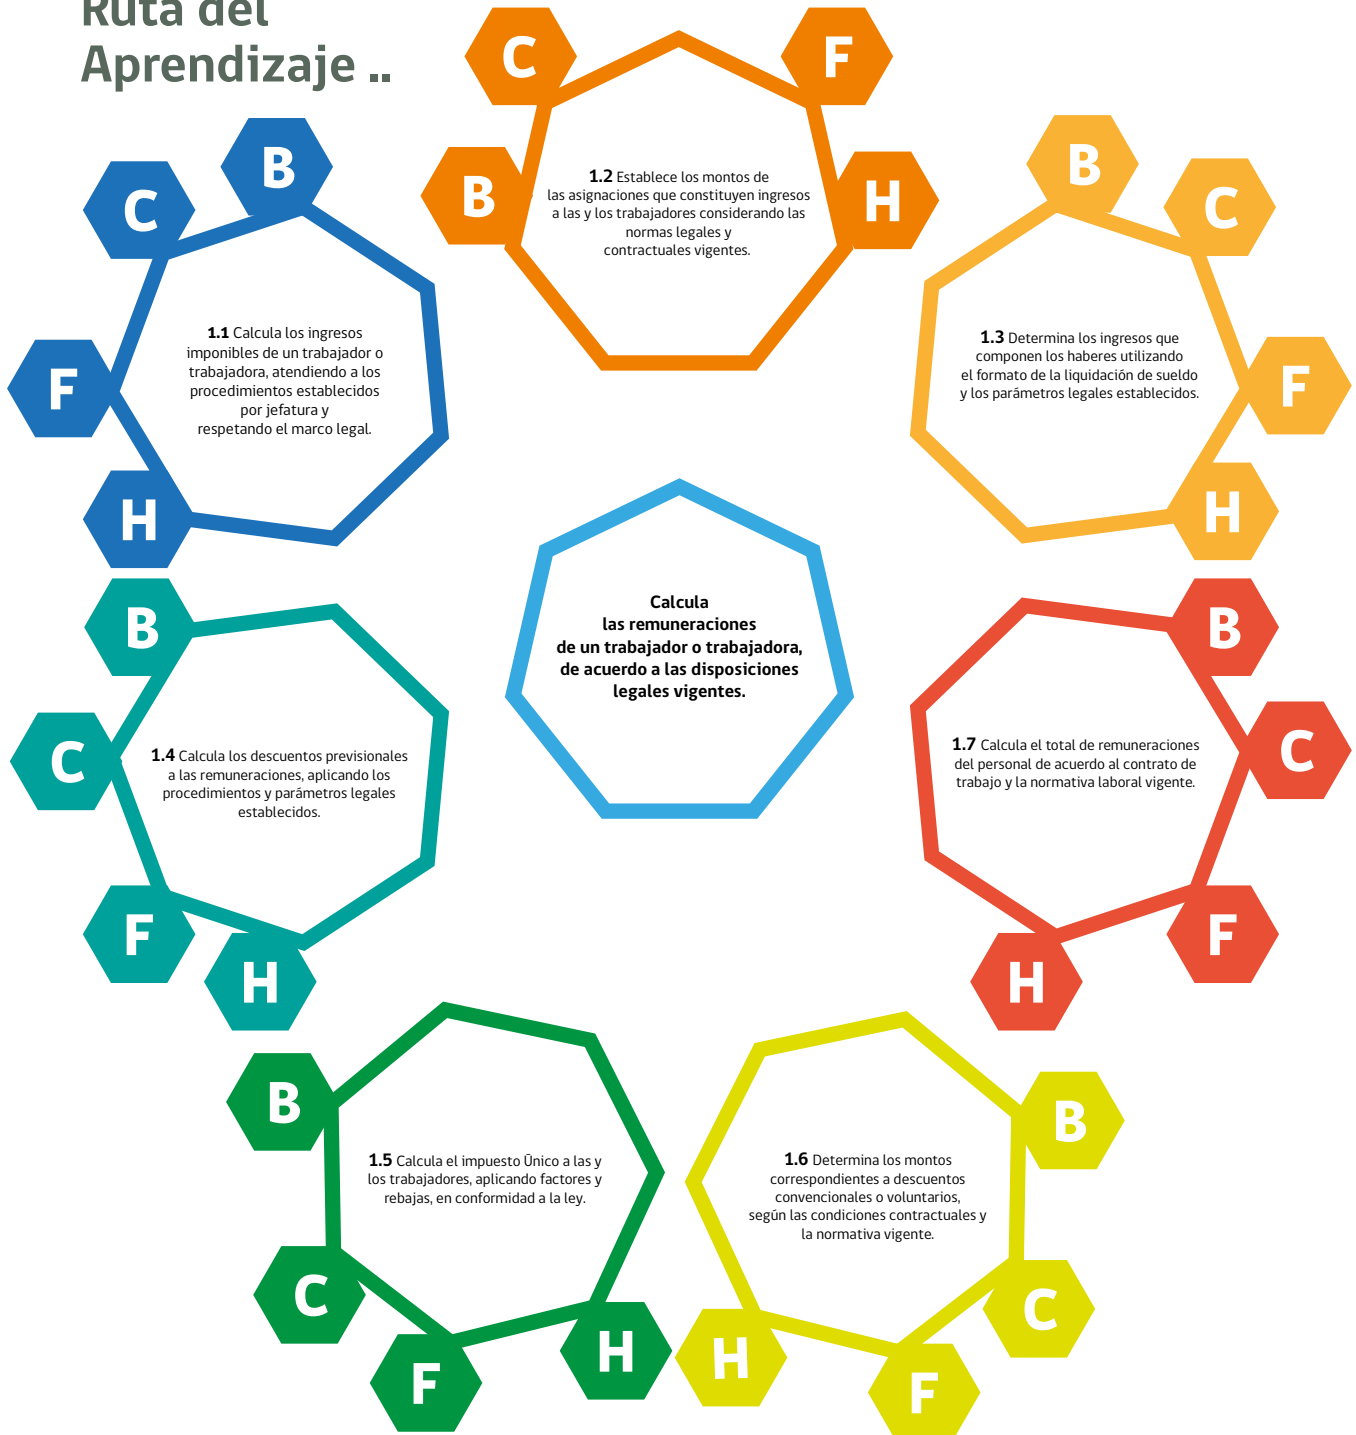 Ruta del
Aprendizaje ..
C
F
B
H
1.2 Establece los montos de
las asignaciones que constituyen ingresos
a las y los trabajadores considerando las
normas legales y
contractuales vigentes.
B
C
F
H
1.1 Calcula los ingresos
imponibles de un trabajador o
trabajadora, atendiendo a los
procedimientos establecidos
por jefatura y
respetando el marco legal.
B
C
F
H
1.3 Determina los ingresos que
componen los haberes utilizando
el formato de la liquidación de sueldo
y los parámetros legales establecidos.
Calcula
las remuneraciones
de un trabajador o trabajadora,
de acuerdo a las disposiciones
legales vigentes.
B
C
F
H
1.4 Calcula los descuentos previsionales
a las remuneraciones, aplicando los
procedimientos y parámetros legales
establecidos.
B
C
F
H
1.7 Calcula el total de remuneraciones
del personal de acuerdo al contrato de
trabajo y la normativa laboral vigente.
B
C
F
H
1.5 Calcula el impuesto Único a las y
los trabajadores, aplicando factores y
rebajas, en conformidad a la ley.
B
C
F
H
1.6 Determina los montos
correspondientes a descuentos
convencionales o voluntarios,
según las condiciones contractuales y
la normativa vigente.